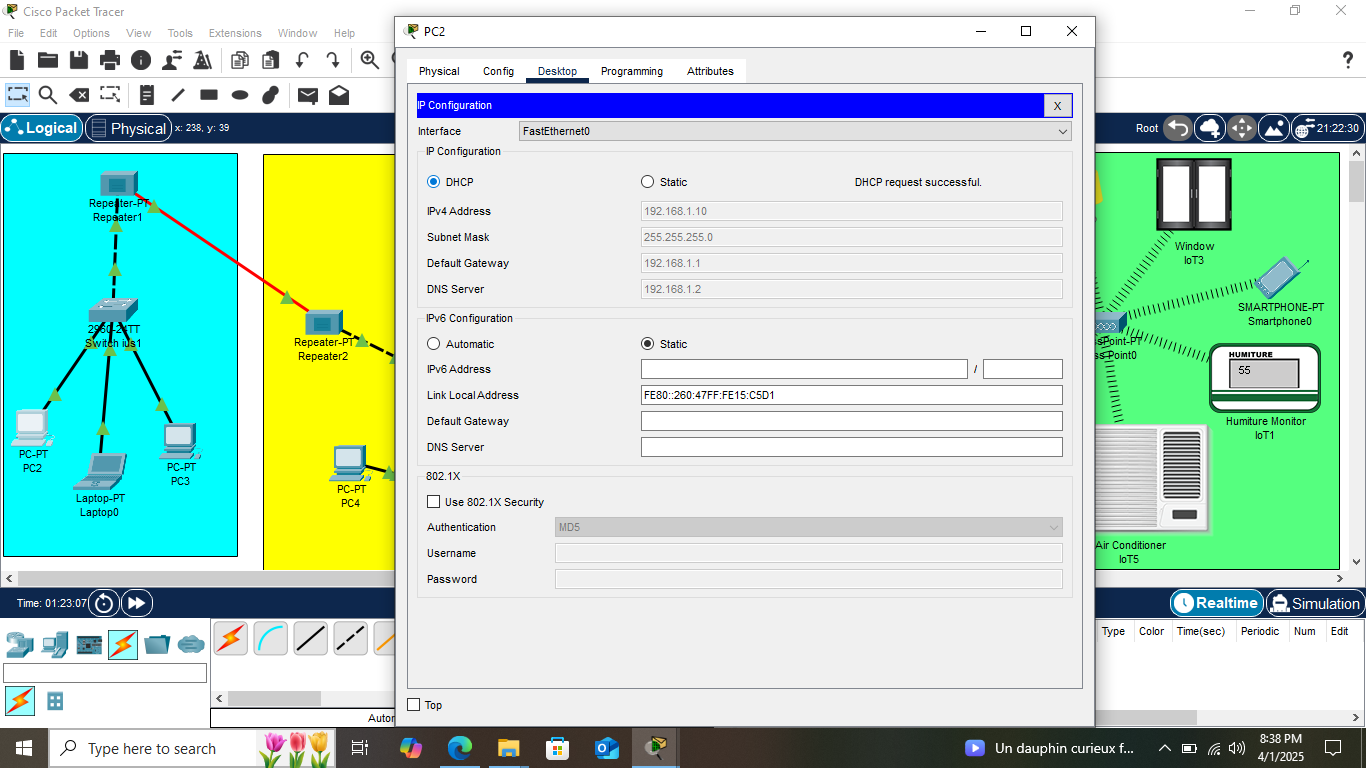 Cisco Packet Tracer
File Edit Options View Tools Extensions Window Help
?
Logical Physical x: 238, y: 39
Root 21:22:30
Repeater-PT
Repeater1
2960-24TT
PC-PT
PC2
Laptop-PT
Laptop0
PC-PT
PC3
Repeater-PT
Repeater2
PC-PT
PC4
PC2
Physical Config Desktop Programming Attributes
IP Configuration X
Interface FastEthernet0
IP Configuration
DHCP Static DHCP request successful.
IPv4 Address 192.168.1.10
Subnet Mask 255.255.255.0
Default Gateway 192.168.1.1
DNS Server 192.168.1.2
IPv6 Configuration
Automatic Static
IPv6 Address /
Link Local Address FE80::260:47FF:FE15:C5D1
Default Gateway
DNS Server
802.1X
Use 802.1X Security
Authentication MD5
Username
Password
Top
Window
IoT3
SMARTPHONE-PT
Smartphone0
sPoint-PT
ss Point0
HUMITURE
55
Humiture Monitor
IoT1
Air Conditioner
IoT5
Time: 01:23:07
Realtime Simulation
Type Color Time(sec) Periodic Num Edit
Autor
Type here to search
Un dauphin curieux f...
8:38 PM
4/1/2025